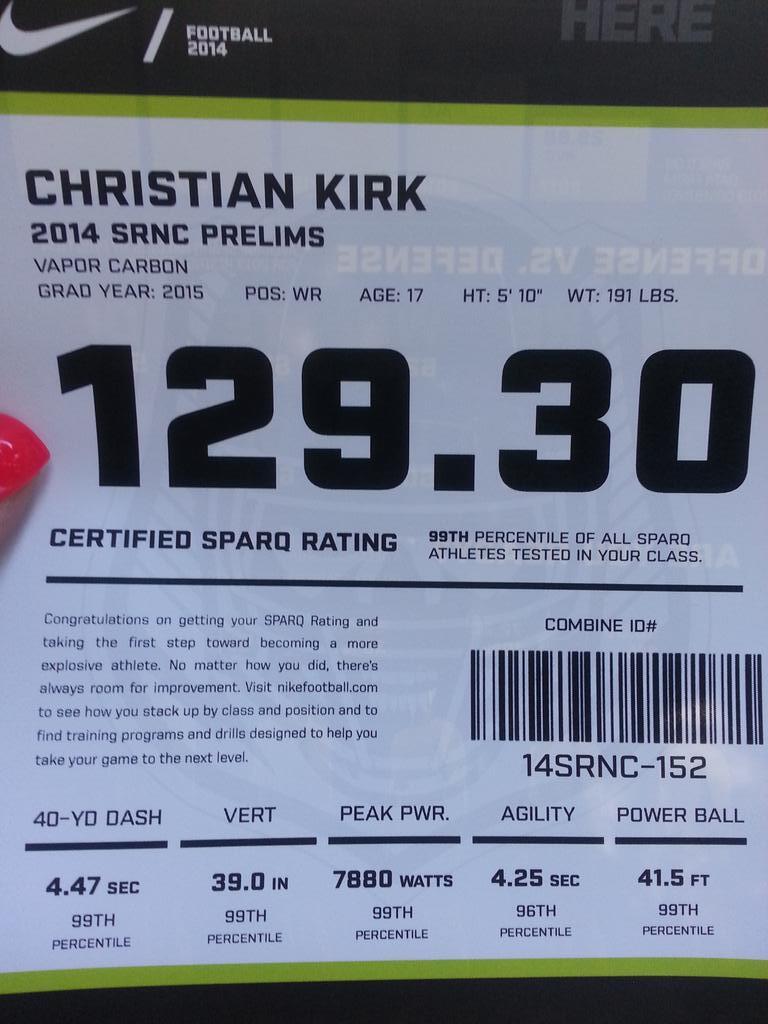 FOOTBALL
2014
HERE
CHRISTIAN KIRK
2014 SRNC PRELIMS
VAPOR CARBON
GRAD YEAR: 2015 POS: WR AGE: 17 HT: 5' 10" WT: 191 LBS.
OFFENSE VS. DEFENSE
129.30
CERTIFIED SPARQ RATING
99TH PERCENTILE OF ALL SPARQ
ATHLETES TESTED IN YOUR CLASS.
Congratulations on getting your SPARQ Rating and
taking the first step toward becoming a more
explosive athlete. No matter how you did, there's
always room for improvement. Visit nikefootball.com
to see how you stack up by class and position and to
find training programs and drills designed to help you
take your game to the next level.
COMBINE ID#
14SRNC-152
40-YD DASH VERT PEAK PWR. AGILITY POWER BALL
4.47 SEC 39.0 IN 7880 WATTS 4.25 SEC 41.5 FT
99TH 99TH 99TH 96TH 99TH
PERCENTILE PERCENTILE PERCENTILE PERCENTILE PERCENTILE